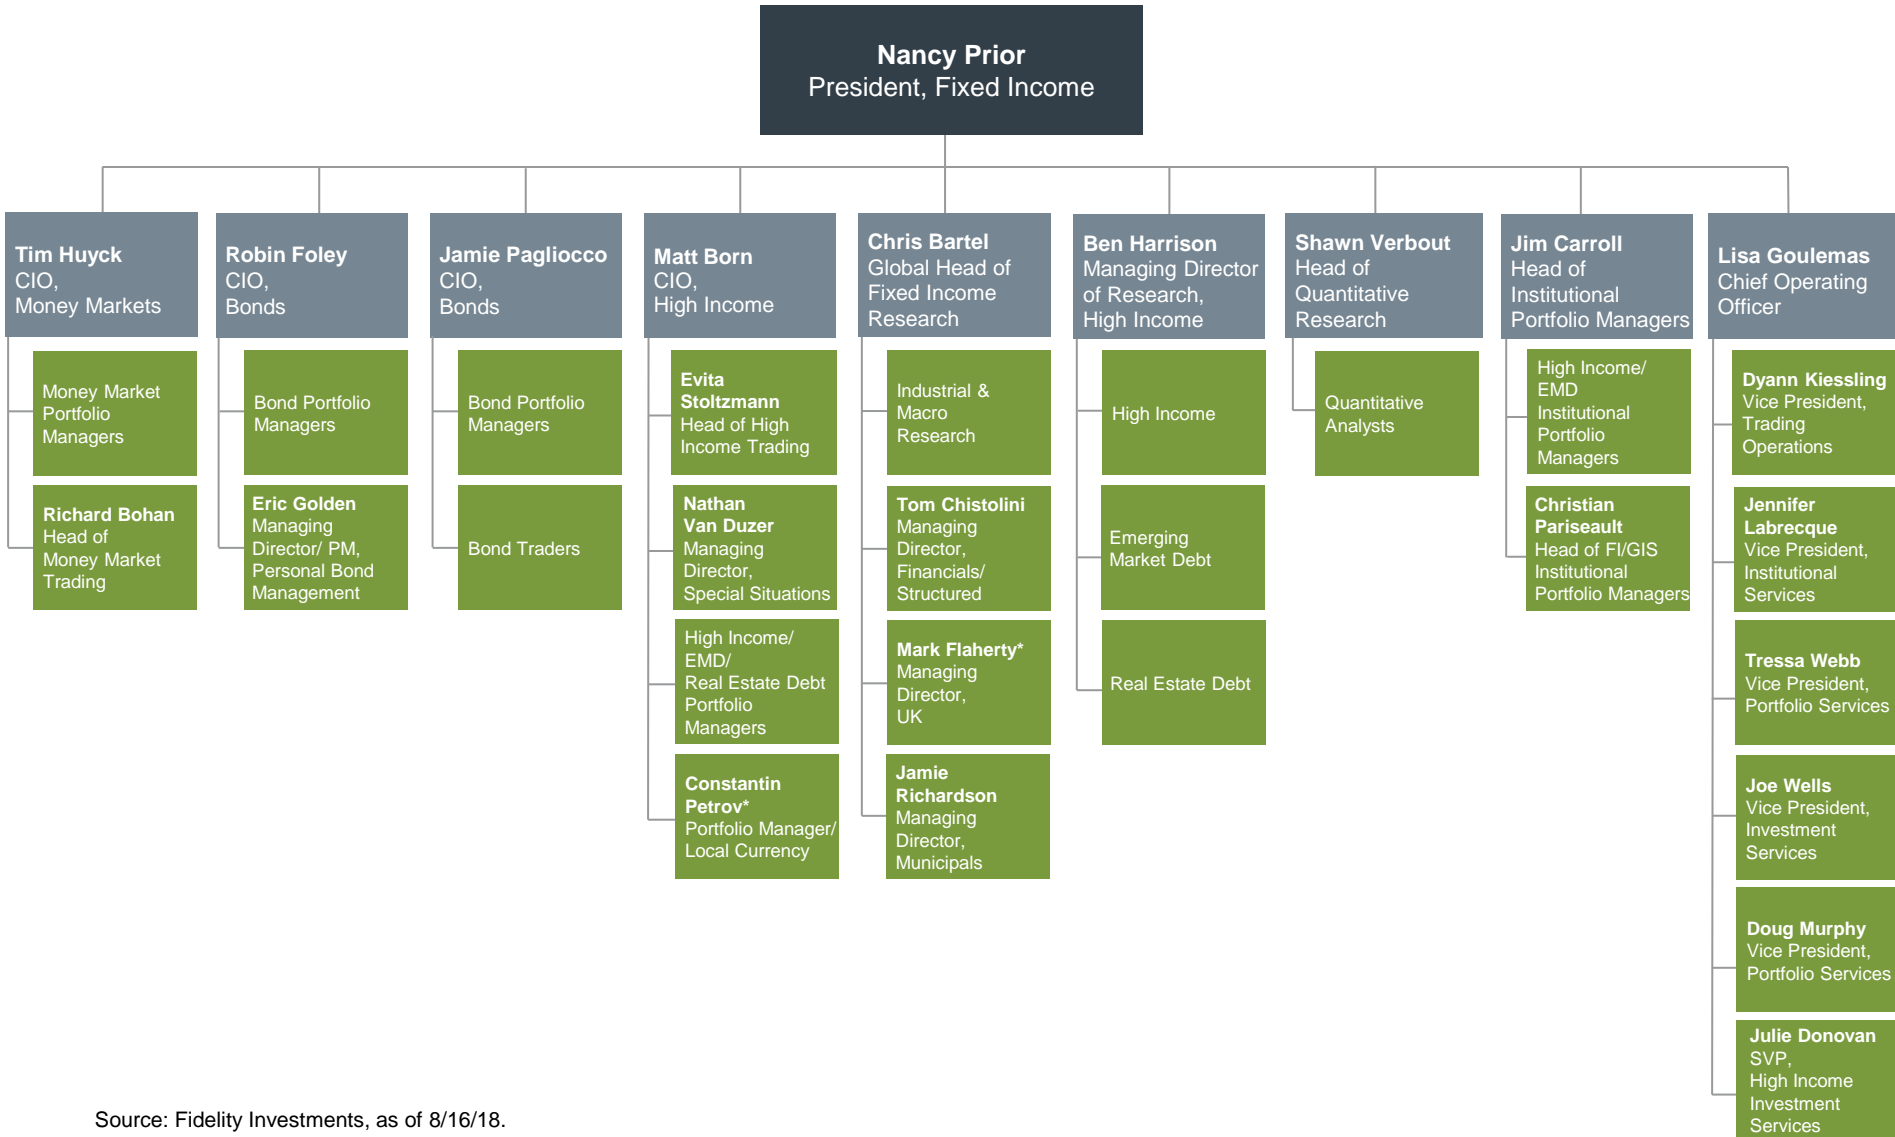 Nancy Prior
President, Fixed Income
Tim Huyck
CIO,
Money Markets
Money Market
Portfolio
Managers
Richard Bohan
Head of
Money Market
Trading
Robin Foley
CIO,
Bonds
Bond Portfolio
Managers
Eric Golden
Managing
Director/ PM,
Personal Bond
Management
Jamie Pagliocco
CIO,
Bonds
Bond Portfolio
Managers
Bond Traders
Matt Born
CIO,
High Income
Evita
Stoltzmann
Head of High
Income Trading
Nathan
Van Duzer
Managing
Director,
Special Situations
High Income/
EMD/
Real Estate Debt
Portfolio
Managers
Constantin
Petrov*
Portfolio Manager/
Local Currency
Chris Bartel
Global Head of
Fixed Income
Research
Industrial &
Macro
Research
Tom Chistolini
Managing
Director,
Financials/
Structured
Mark Flaherty*
Managing
Director,
UK
Jamie
Richardson
Managing
Director,
Municipals
Ben Harrison
Managing Director
of Research,
High Income
High Income
Emerging
Market Debt
Real Estate Debt
Shawn Verbout
Head of
Quantitative
Research
Quantitative
Analysts
Jim Carroll
Head of
Institutional
Portfolio Managers
High Income/
EMD
Institutional
Portfolio
Managers
Christian
Pariseault
Head of FI/GIS
Institutional
Portfolio Managers
Lisa Goulemas
Chief Operating
Officer
Dyann Kiessling
Vice President,
Trading
Operations
Jennifer
Labrecque
Vice President,
Institutional
Services
Tressa Webb
Vice President,
Portfolio Services
Joe Wells
Vice President,
Investment
Services
Doug Murphy
Vice President,
Portfolio Services
Julie Donovan
SVP,
High Income
Investment
Services
Source: Fidelity Investments, as of 8/16/18.